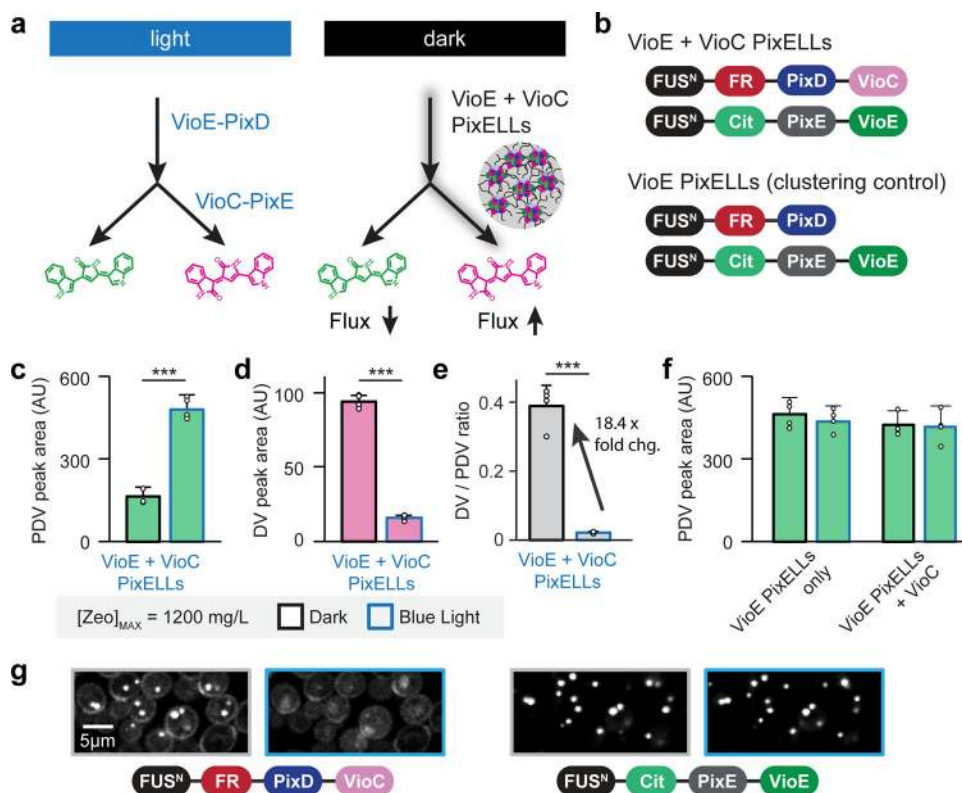 a
light
dark
VioE-PixD
VioC-PixE
VioE + VioC
PixELLs
Flux
Flux
b
VioE + VioC PixELLs
FUSᴺ FR PixD VioC
FUSᴺ Cit PixE VioE
VioE PixELLs (clustering control)
FUSᴺ FR PixD
FUSᴺ Cit PixE VioE
c
PDV peak area (AU)
600
300
0
***
VioE + VioC
PixELLs
d
DV peak area (AU)
100
50
0
***
VioE + VioC
PixELLs
e
DV / PDV ratio
0.4
0.2
0
***
18.4 x
fold chg.
VioE + VioC
PixELLs
f
PDV peak area (AU)
600
300
0
VioE PixELLs
only
VioE PixELLs
+ VioC
[Zeo]MAX = 1200 mg/L
Dark
Blue Light
g
5µm
FUSᴺ FR PixD VioC
FUSᴺ Cit PixE VioE